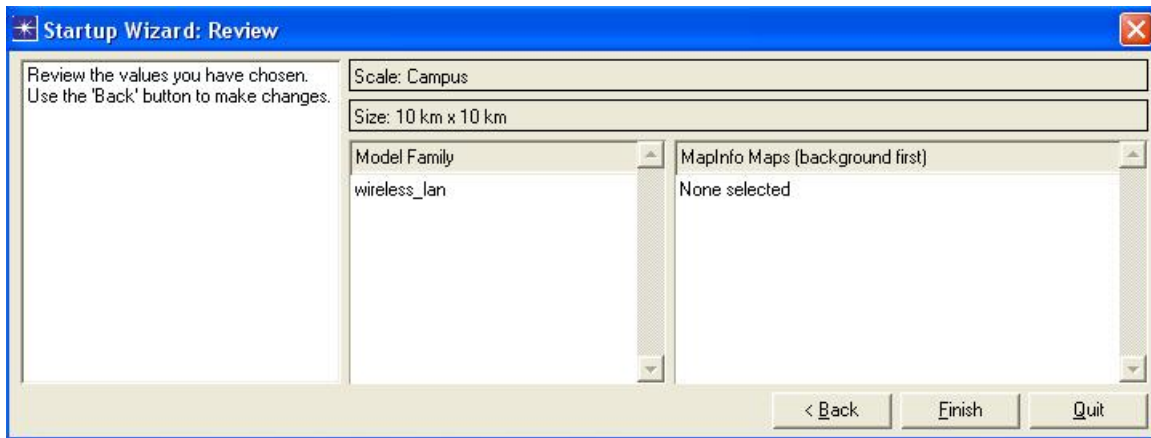 Startup Wizard: Review
Review the values you have chosen.
Use the 'Back' button to make changes.
Scale: Campus
Size: 10 km x 10 km
Model Family
wireless_lan
MapInfo Maps (background first)
None selected
< Back
Finish
Quit